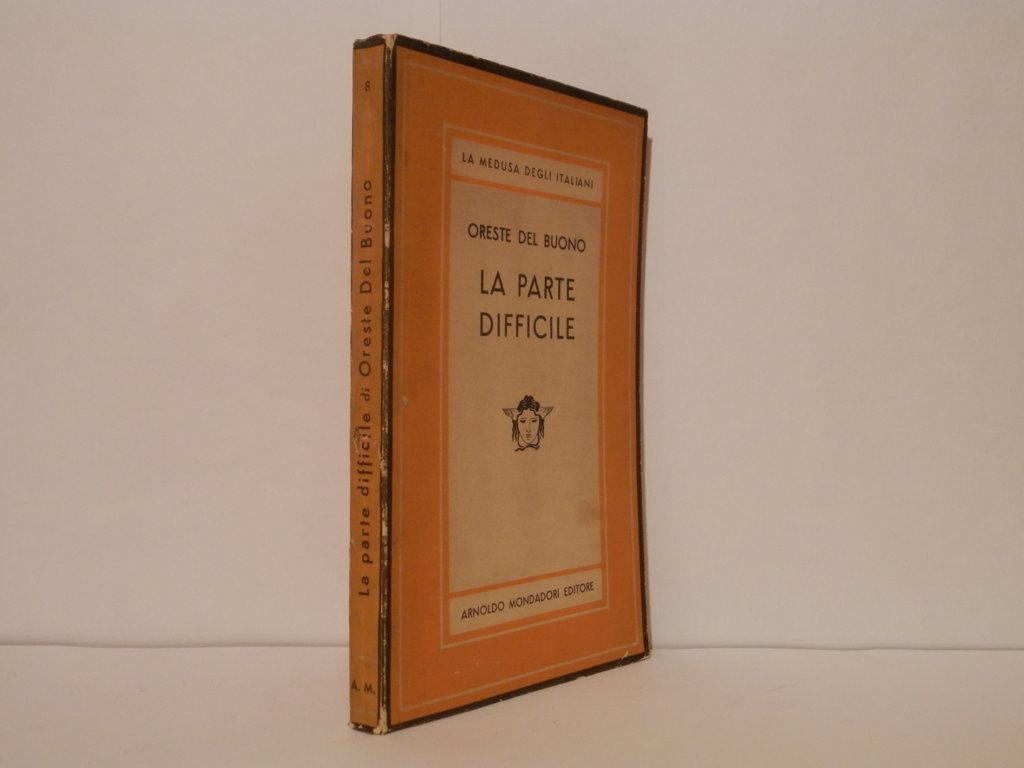 8
La parte difficile di Oreste Del Buono
A. M.
LA MEDUSA DEGLI ITALIANI
ORESTE DEL BUONO
LA PARTE
DIFFICILE
ARNOLDO MONDADORI EDITORE